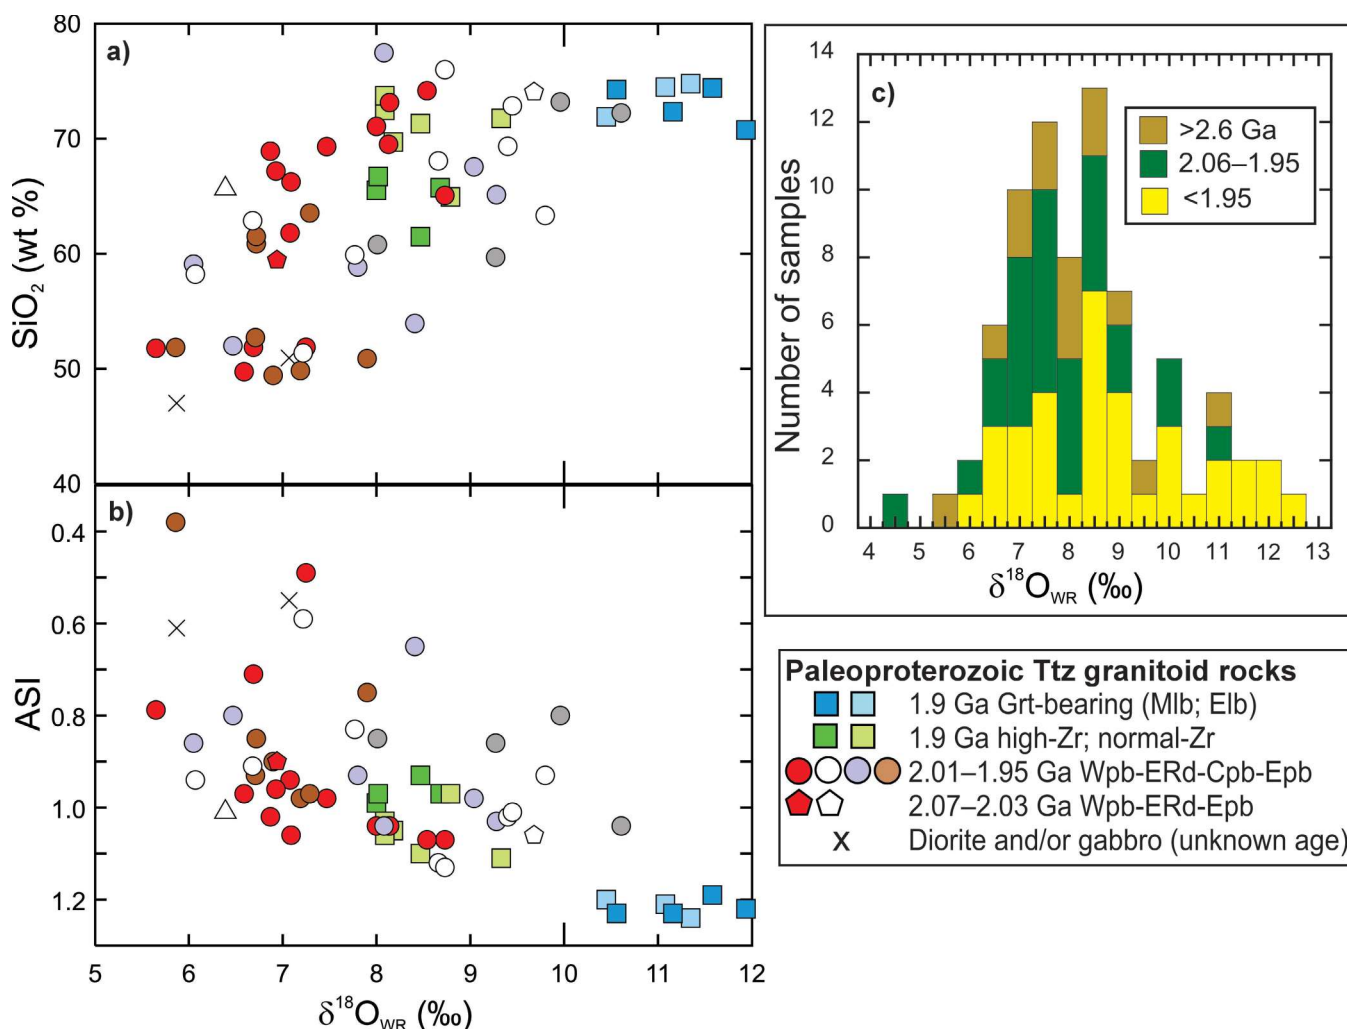 a)
80
70
60
50
40
SiO₂ (wt %)
b)
0.4
0.6
0.8
1.0
1.2
ASI
5 6 7 8 9 10 11 12
δ¹⁸O_WR (‰)
c)
14
12
10
8
6
4
2
0
Number of samples
4 5 6 7 8 9 10 11 12 13
δ¹⁸O_WR (‰)
>2.6 Ga
2.06–1.95
<1.95
Paleoproterozoic Ttz granitoid rocks
1.9 Ga Grt-bearing (Mlb; Elb)
1.9 Ga high-Zr; normal-Zr
2.01–1.95 Ga Wpb-ERd-Cpb-Epb
2.07–2.03 Ga Wpb-ERd-Epb
x Diorite and/or gabbro (unknown age)